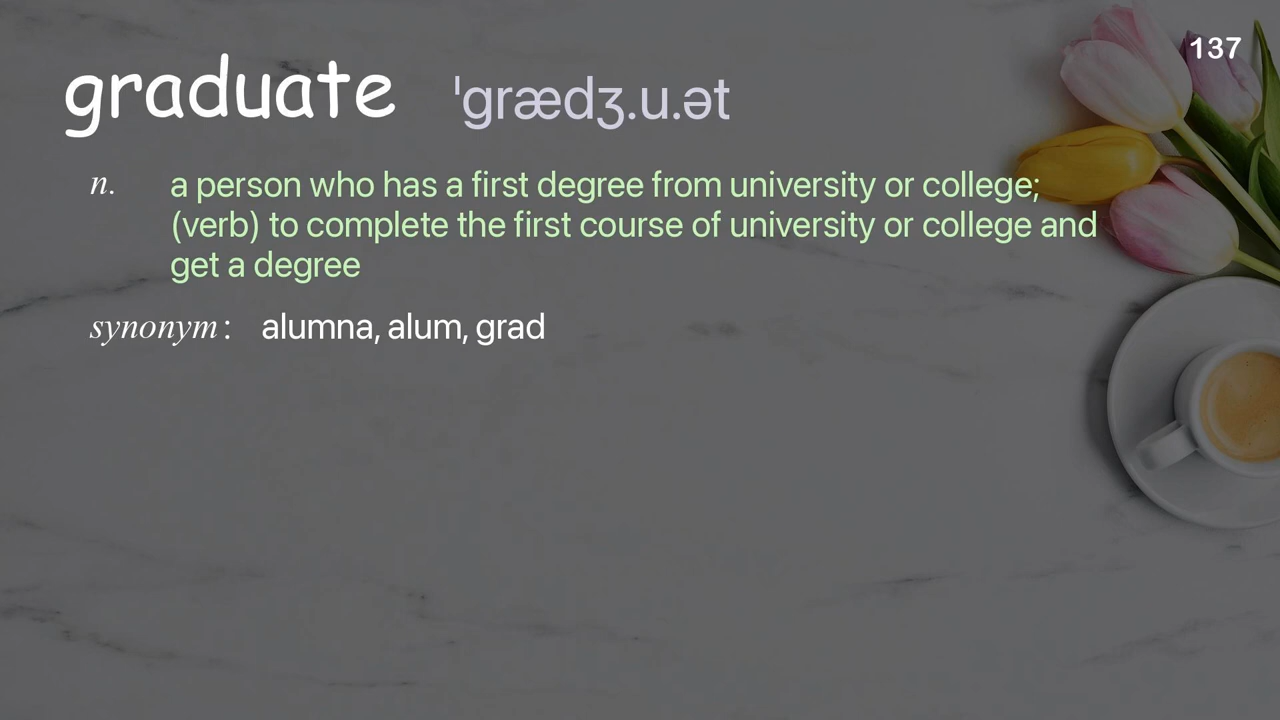 137
graduate ˈɡrædʒ.u.ət
n. a person who has a first degree from university or college;
(verb) to complete the first course of university or college and
get a degree
synonym : alumna, alum, grad